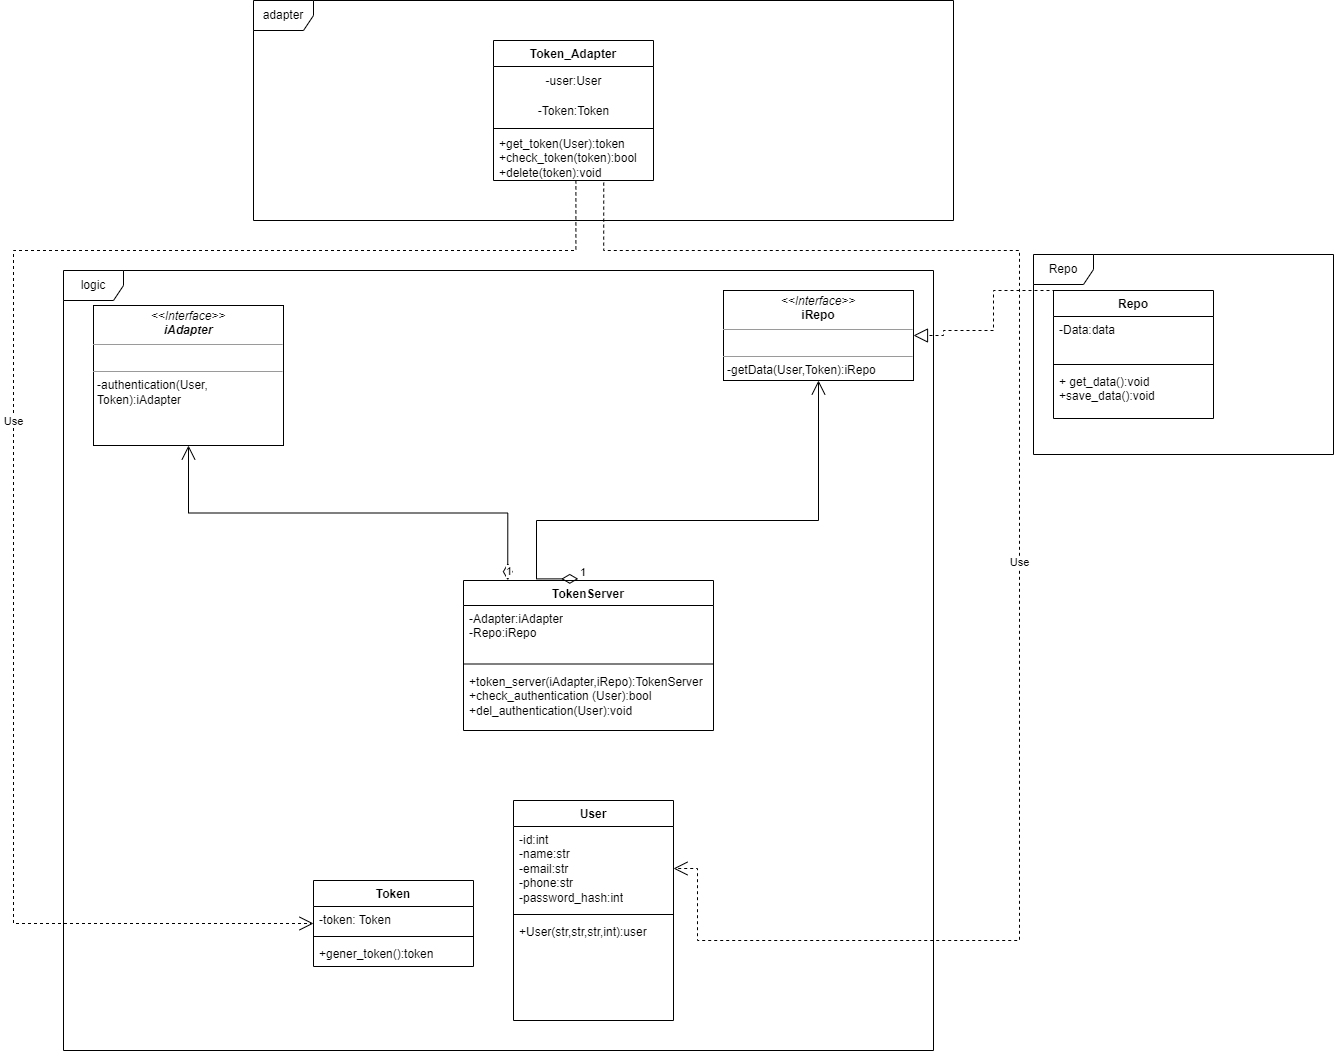 adapter
Token_Adapter
-user:User
-Token:Token
+get_token(User):token
+check_token(token):bool
+delete(token):void
logic
<<Interface>>
iAdapter
-authentication(User,
Token):iAdapter
<<Interface>>
iRepo
-getData(User,Token):iRepo
Repo
Repo
-Data:data
+ get_data():void
+save_data():void
Use
Use
1
1
TokenServer
-Adapter:iAdapter
-Repo:iRepo
+token_server(iAdapter,iRepo):TokenServer
+check_authentication (User):bool
+del_authentication(User):void
User
-id:int
-name:str
-email:str
-phone:str
-password_hash:int
+User(str,str,str,int):user
Token
-token: Token
+gener_token():token